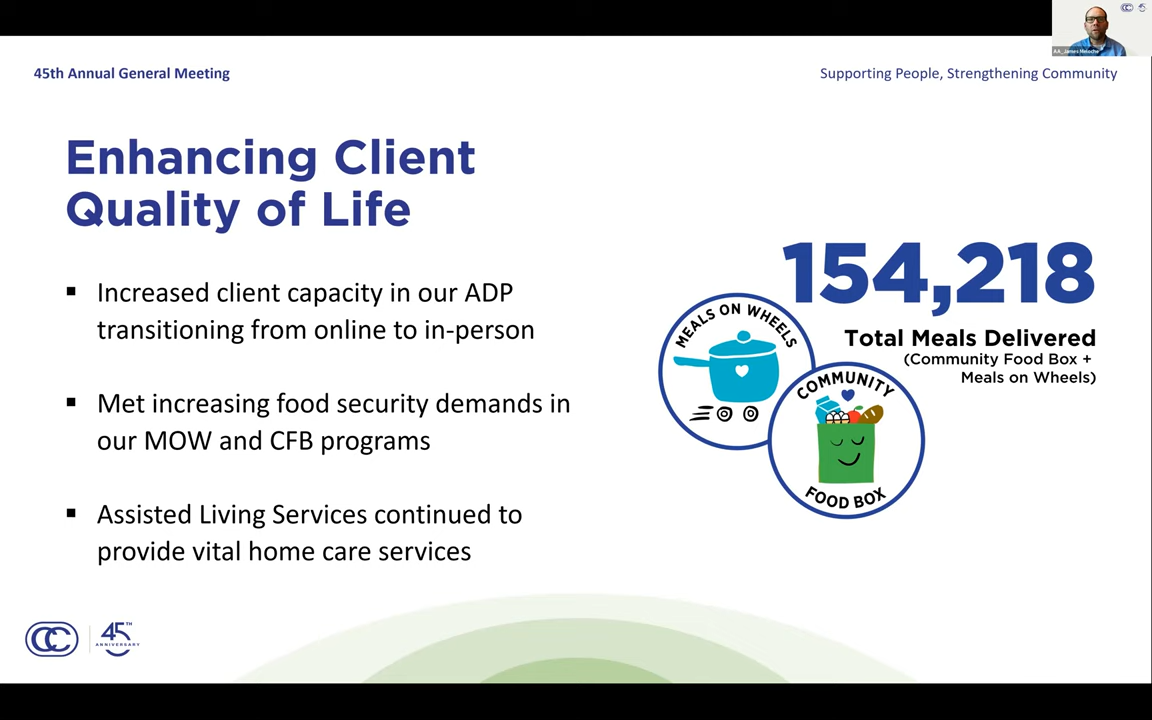 AA_James Meloche
45th Annual General Meeting
Supporting People, Strengthening Community
Enhancing Client
Quality of Life
▪ Increased client capacity in our ADP
transitioning from online to in-person
▪ Met increasing food security demands in
our MOW and CFB programs
▪ Assisted Living Services continued to
provide vital home care services
154,218
Total Meals Delivered
(Community Food Box +
Meals on Wheels)
MEALS ON WHEELS
COMMUNITY
FOOD BOX
CC
45TH
ANNIVERSARY